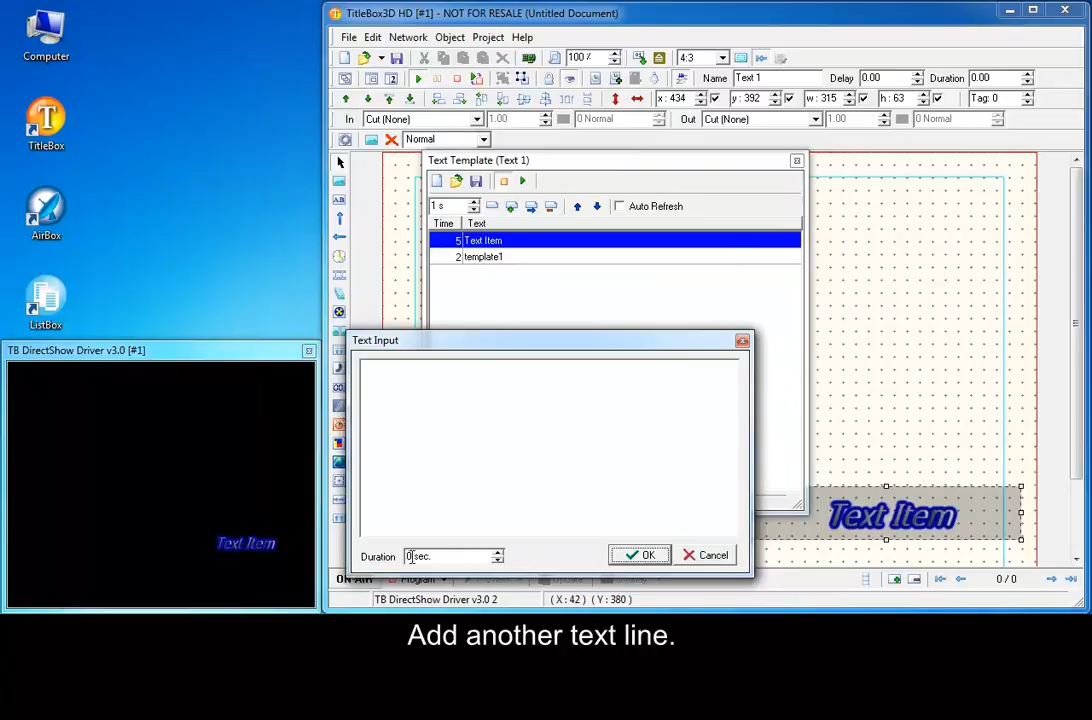 Computer
TitleBox
AirBox
ListBox
TitleBox3D HD [#1] - NOT FOR RESALE (Untitled Document)
File Edit Network Object Project Help
100 % 4:3
Name Text 1 Delay 0.00 Duration 0.00
x : 434 y : 392 w : 315 h : 63 Tag: 0
In Cut (None) 1.00 0 Normal Out Cut (None) 1.00 0 Normal
Normal
Text Template (Text 1)
1 s Auto Refresh
Time Text
5 Text Item
2 template1
Text Input
Duration 0 sec. OK Cancel
TB DirectShow Driver v3.0 [#1]
Text Item
Text Item
ON-AIR 0 / 0
TB DirectShow Driver v3.0 2 ( X : 42 ) ( Y : 380 )
Add another text line.